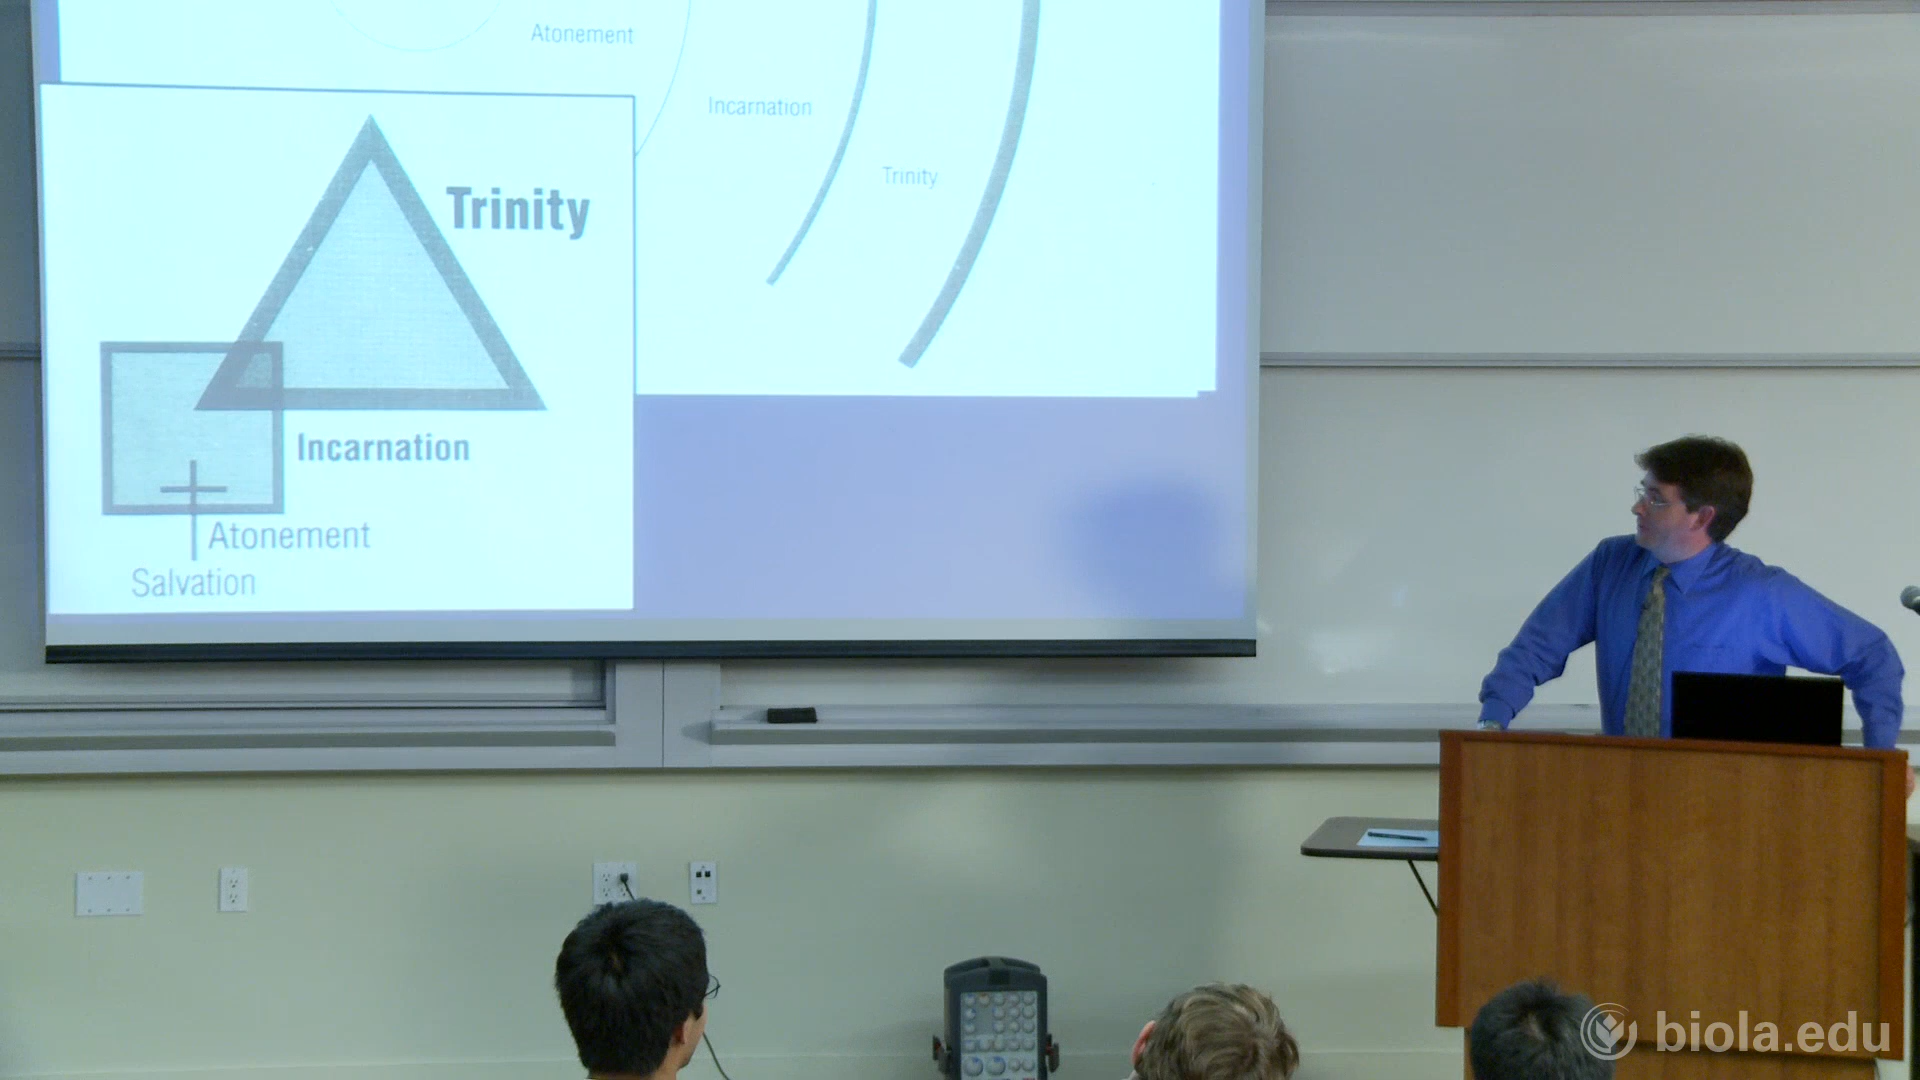 Atonement
Incarnation
Trinity
Trinity
Incarnation
Atonement
Salvation
biola.edu